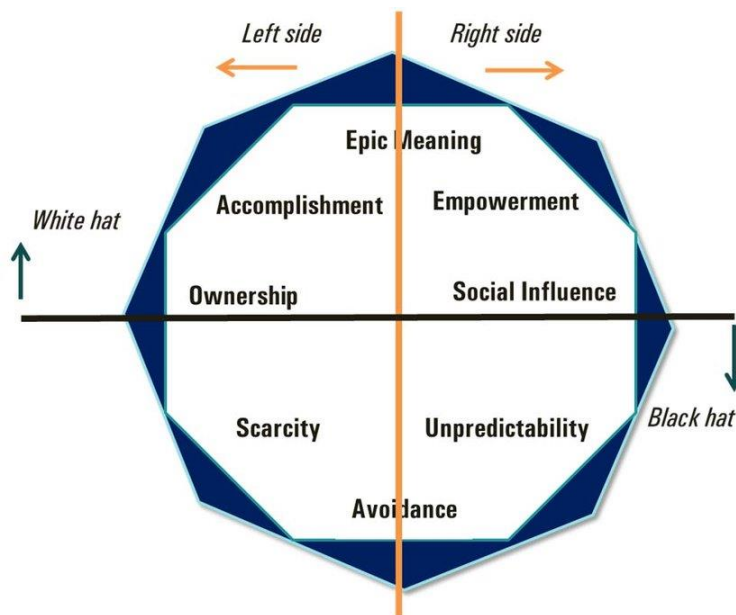 Left side
Right side
Epic Meaning
Accomplishment
Empowerment
White hat
Ownership
Social Influence
Scarcity
Unpredictability
Black hat
Avoidance